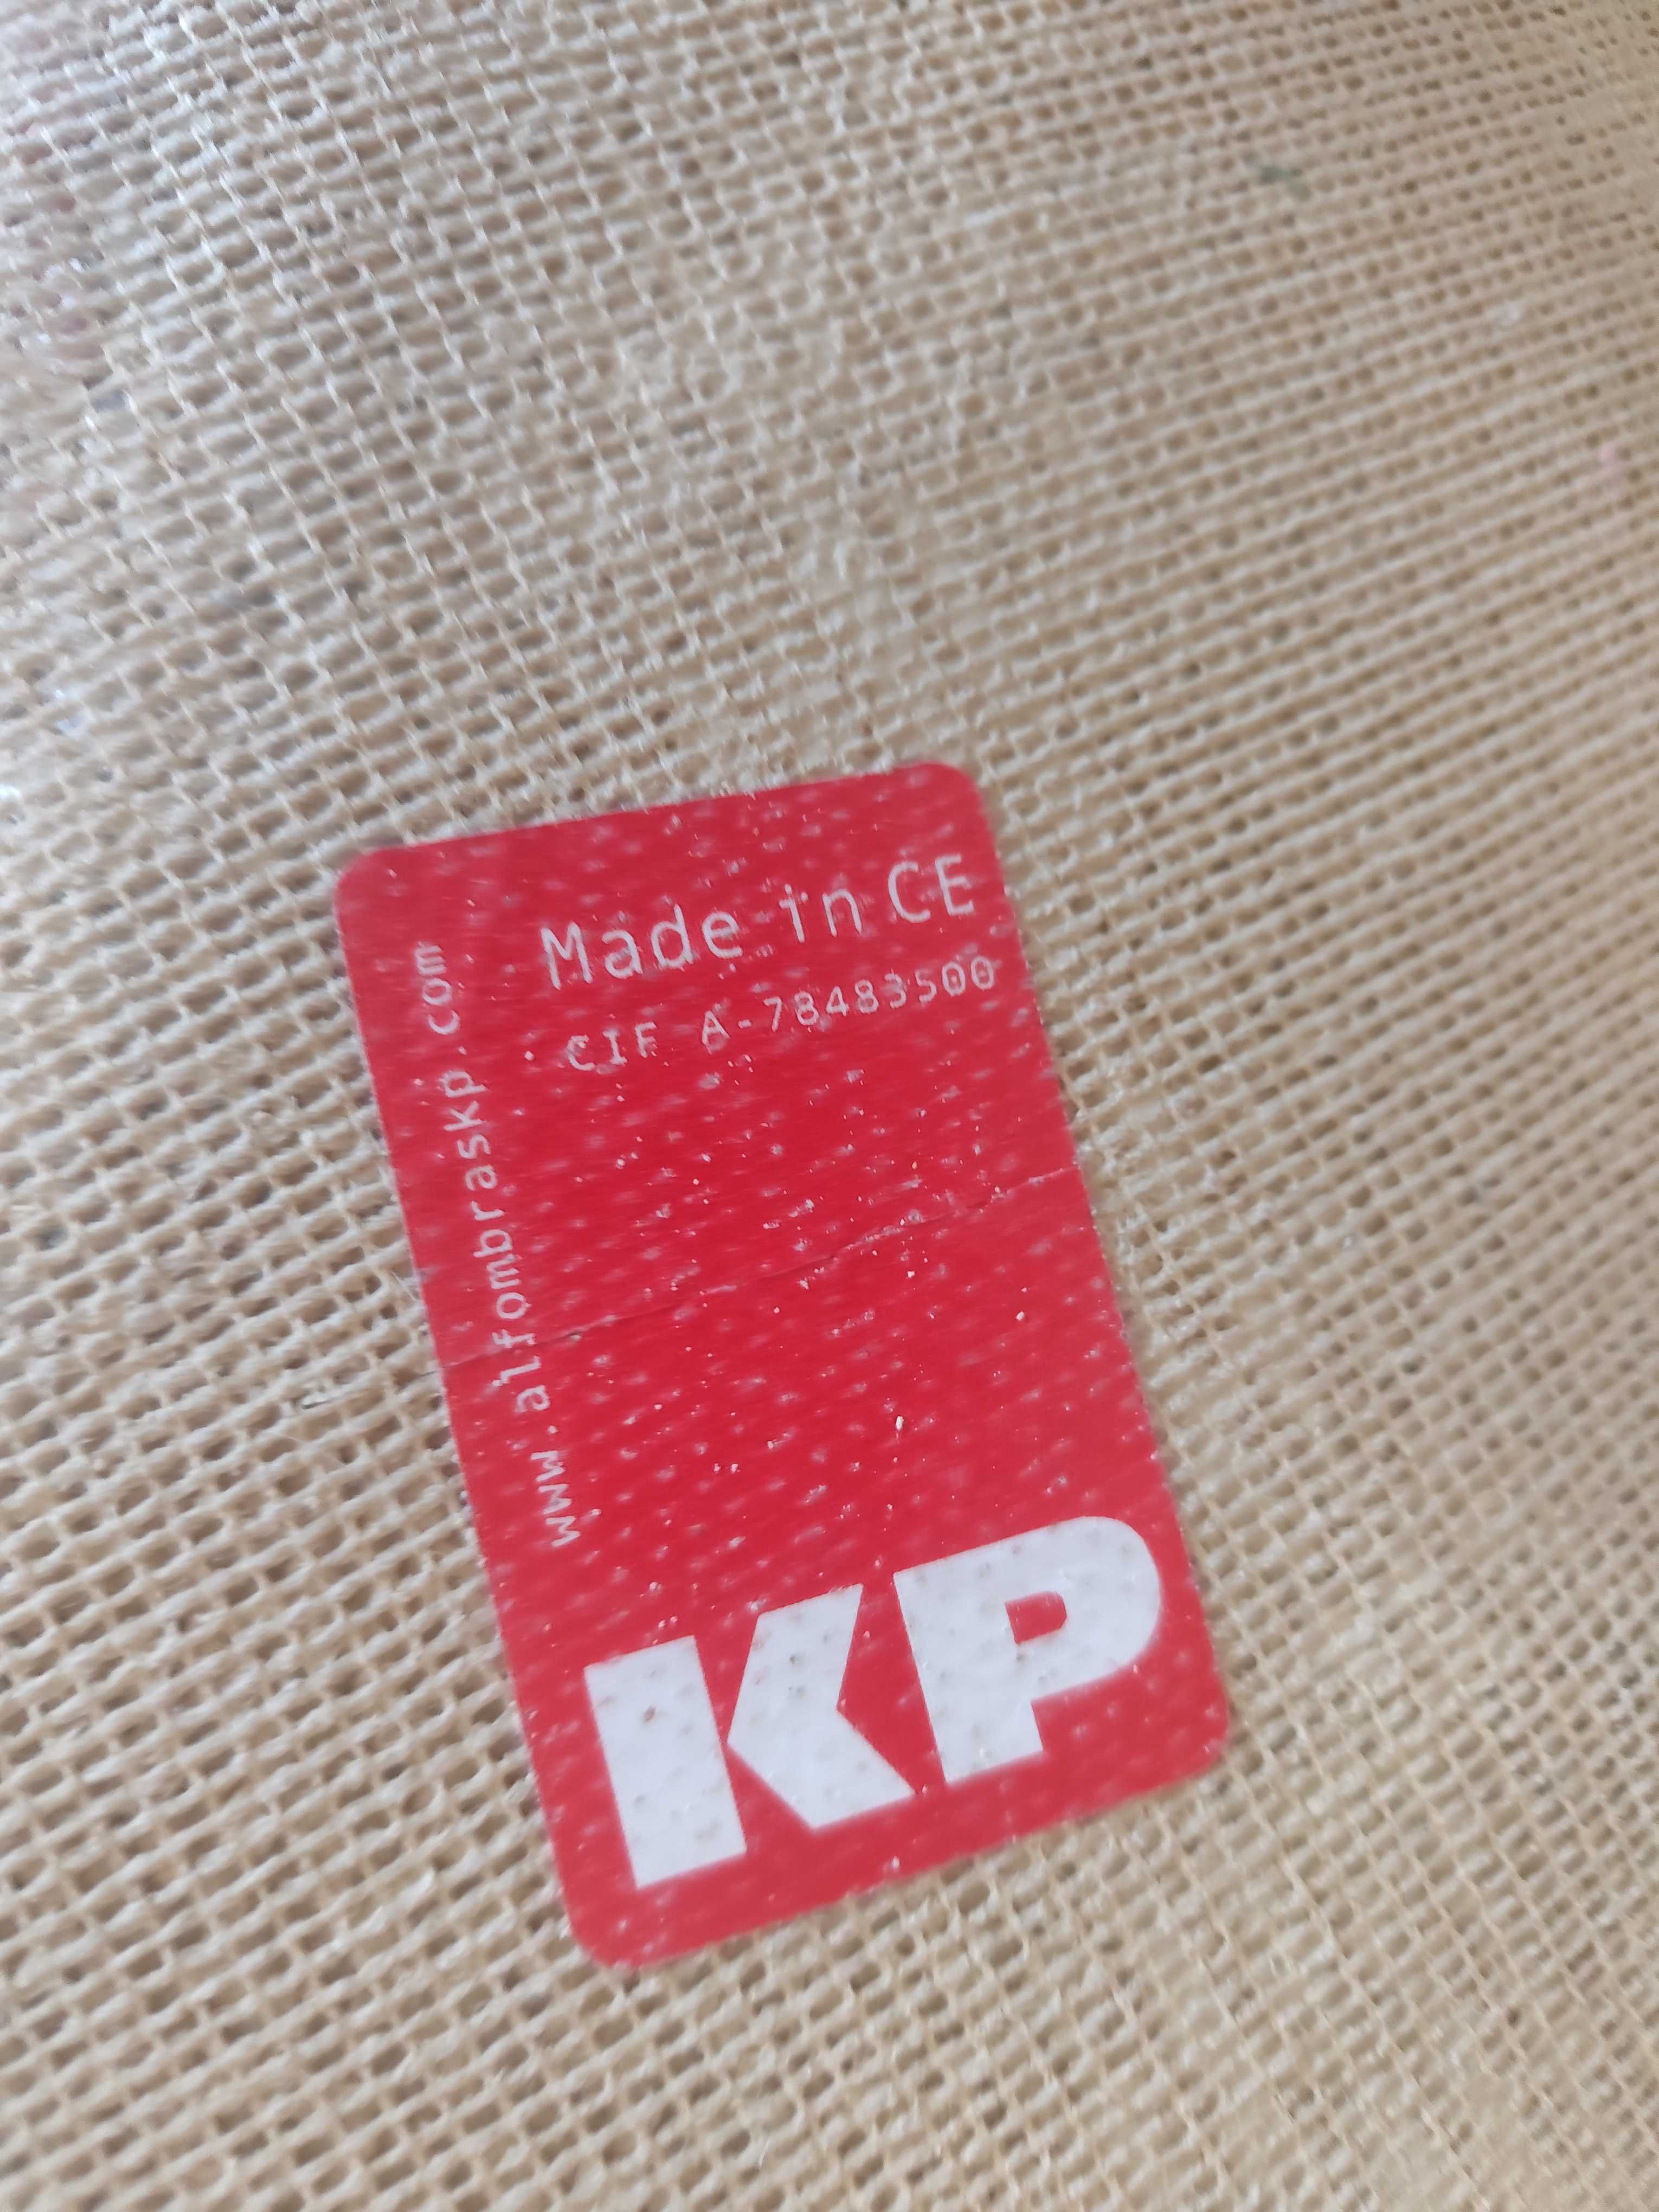 Made in CE
CIF A-78483500
www.alfombraskp.com
KP